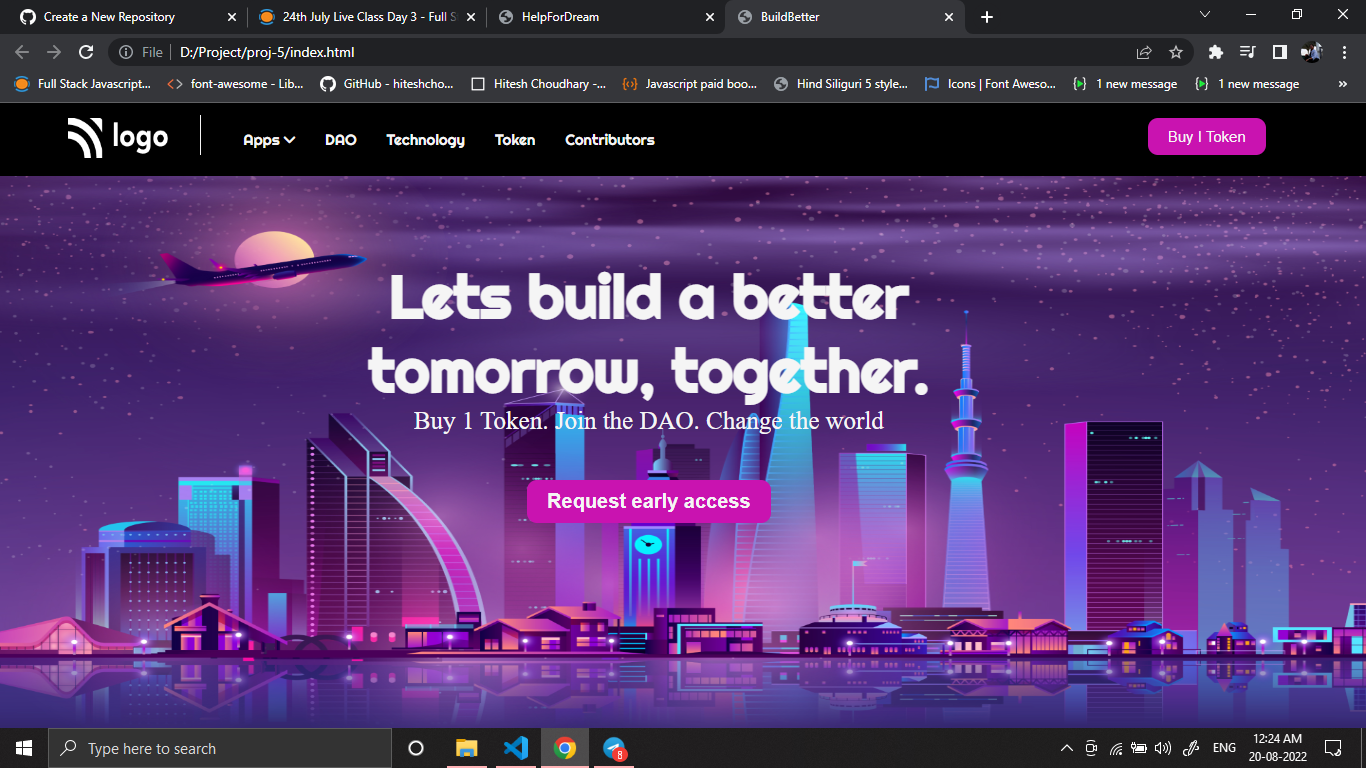 Create a New Repository
24th July Live Class Day 3 - Full S
HelpForDream
BuildBetter
File
D:/Project/proj-5/index.html
Full Stack Javascript...
font-awesome - Lib...
GitHub - hiteshcho...
Hitesh Choudhary -...
Javascript paid boo...
Hind Siliguri 5 style...
Icons | Font Aweso...
1 new message
1 new message
»
logo
Apps
DAO
Technology
Token
Contributors
Buy I Token
Lets build a better
tomorrow, together.
Buy 1 Token. Join the DAO. Change the world
Request early access
Type here to search
8
ENG
12:24 AM
20-08-2022